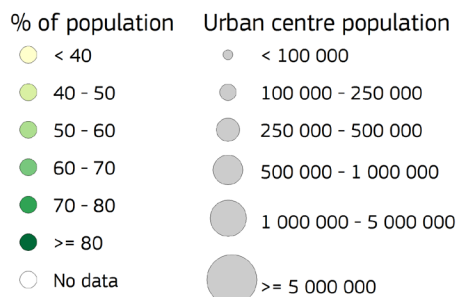 % of population
< 40
40 - 50
50 - 60
60 - 70
70 - 80
>= 80
No data
Urban centre population
< 100 000
100 000 - 250 000
250 000 - 500 000
500 000 - 1 000 000
1 000 000 - 5 000 000
>= 5 000 000